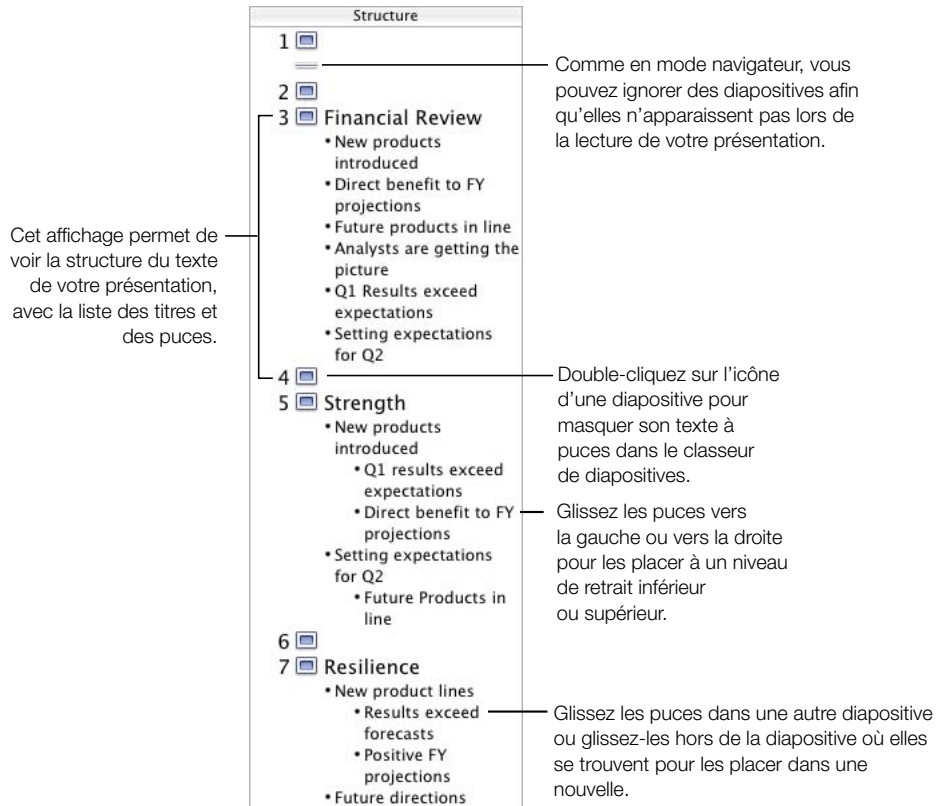 Structure
1
2
3 Financial Review
• New products
introduced
• Direct benefit to FY
projections
• Future products in line
• Analysts are getting the
picture
• Q1 Results exceed
expectations
• Setting expectations
for Q2
4
5 Strength
• New products
introduced
• Q1 results exceed
expectations
• Direct benefit to FY
projections
• Setting expectations
for Q2
• Future Products in
line
6
7 Resilience
• New product lines
• Results exceed
forecasts
• Positive FY
projections
• Future directions
Cet affichage permet de
voir la structure du texte
de votre présentation,
avec la liste des titres et
des puces.
Comme en mode navigateur, vous
pouvez ignorer des diapositives afin
qu’elles n’apparaissent pas lors de
la lecture de votre présentation.
Double-cliquez sur l’icône
d’une diapositive pour
masquer son texte à
puces dans le classeur
de diapositives.
Glissez les puces vers
la gauche ou vers la droite
pour les placer à un niveau
de retrait inférieur
ou supérieur.
Glissez les puces dans une autre diapositive
ou glissez-les hors de la diapositive où elles
se trouvent pour les placer dans une
nouvelle.